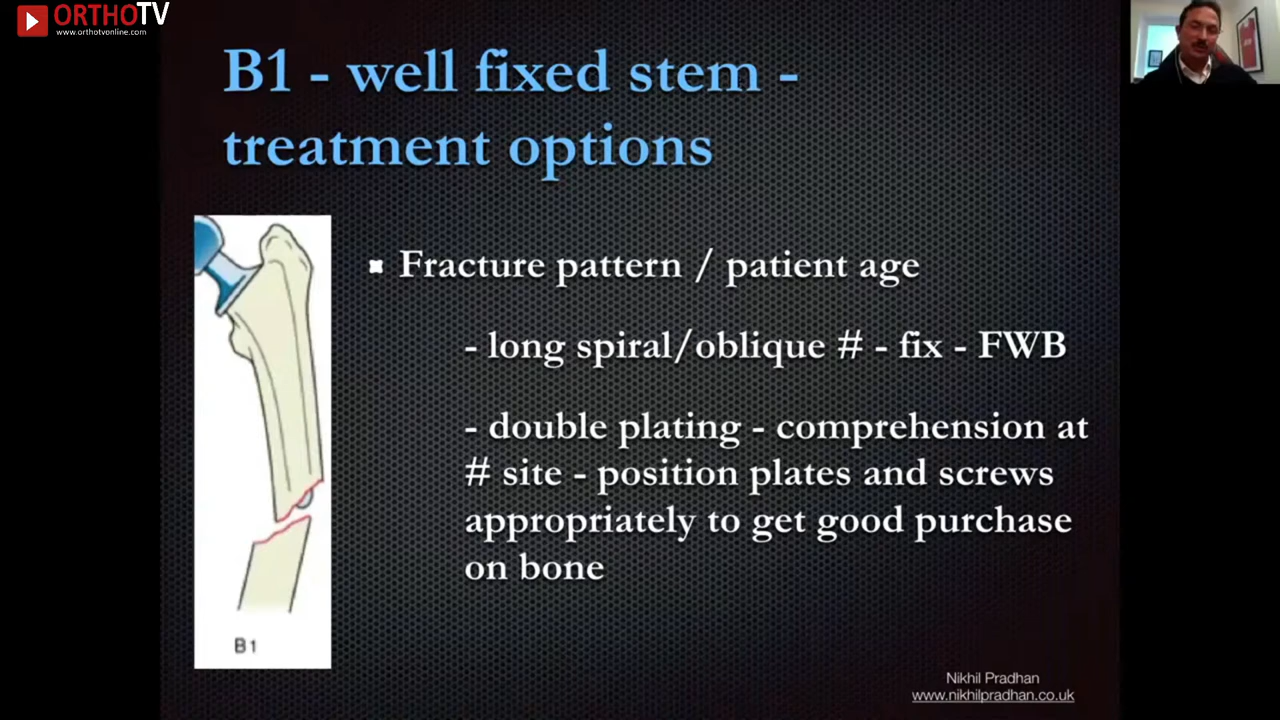 ORTHOTV
www.orthotvonline.com
B1 - well fixed stem -
treatment options
Fracture pattern / patient age
- long spiral/oblique # - fix - FWB
- double plating - comprehension at
# site - position plates and screws
appropriately to get good purchase
on bone
B1
Nikhil Pradhan
www.nikhilpradhan.co.uk